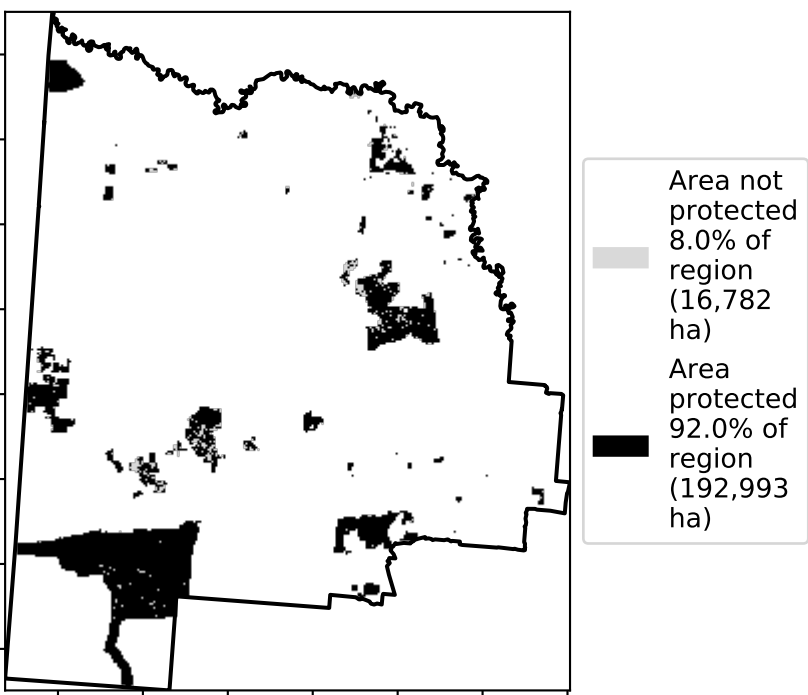 Area not
protected
8.0% of
region
(16,782
ha)
Area
protected
92.0% of
region
(192,993
ha)